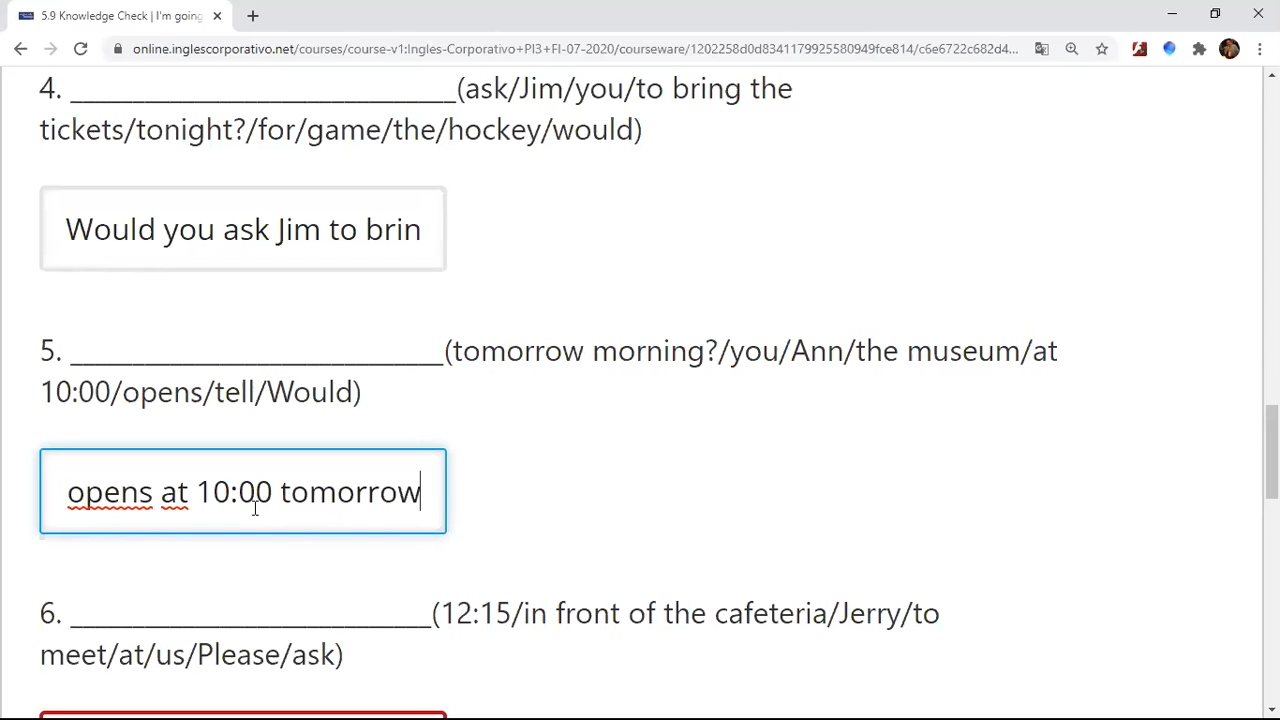 5.9 Knowledge Check | I'm going
online.inglescorporativo.net/courses/course-v1:Ingles-Corporativo+PI3+FI-07-2020/courseware/1202258d0d8341179925580949fce814/c6e6722c682d4...
4. ______________________________(ask/Jim/you/to bring the
tickets/tonight?/for/game/the/hockey/would)
Would you ask Jim to brin
5. _____________________________(tomorrow morning?/you/Ann/the museum/at
10:00/opens/tell/Would)
opens at 10:00 tomorrow
6. ____________________________(12:15/in front of the cafeteria/Jerry/to
meet/at/us/Please/ask)